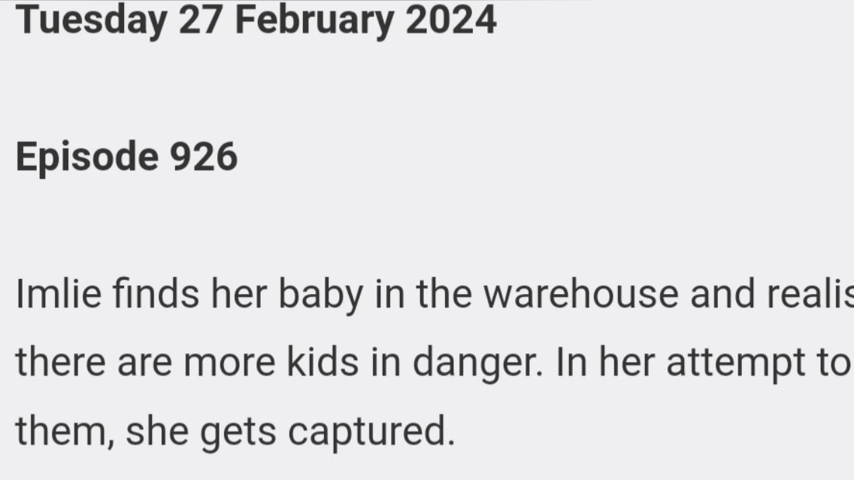 Tuesday 27 February 2024
Episode 926
Imlie finds her baby in the warehouse and realis
there are more kids in danger. In her attempt to
them, she gets captured.